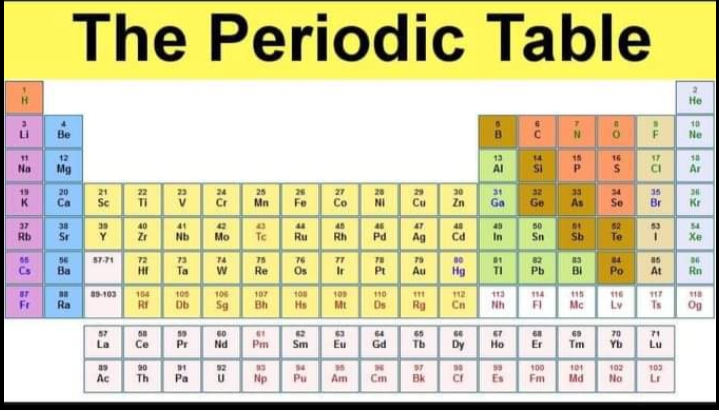 The Periodic Table
1 2
H He
3 4 5 6 7 8 9 10
Li Be B C N O F Ne
11 12 13 14 15 16 17 18
Na Mg Al Si P S Cl Ar
19 20 21 22 23 24 25 26 27 28 29 30 31 32 33 34 35 36
K Ca Sc Ti V Cr Mn Fe Co Ni Cu Zn Ga Ge As Se Br Kr
37 38 39 40 41 42 43 44 45 46 47 48 49 50 51 52 53 54
Rb Sr Y Zr Nb Mo Tc Ru Rh Pd Ag Cd In Sn Sb Te I Xe
55 56 57-71 72 73 74 75 76 77 78 79 80 81 82 83 84 85 86
Cs Ba Hf Ta W Re Os Ir Pt Au Hg Tl Pb Bi Po At Rn
87 88 89-103 104 105 106 107 108 109 110 111 112 113 114 115 116 117 118
Fr Ra Rf Db Sg Bh Hs Mt Ds Rg Cn Nh Fl Mc Lv Ts Og
57 58 59 60 61 62 63 64 65 66 67 68 69 70 71
La Ce Pr Nd Pm Sm Eu Gd Tb Dy Ho Er Tm Yb Lu
89 90 91 92 93 94 95 96 97 98 99 100 101 102 103
Ac Th Pa U Np Pu Am Cm Bk Cf Es Fm Md No Lr